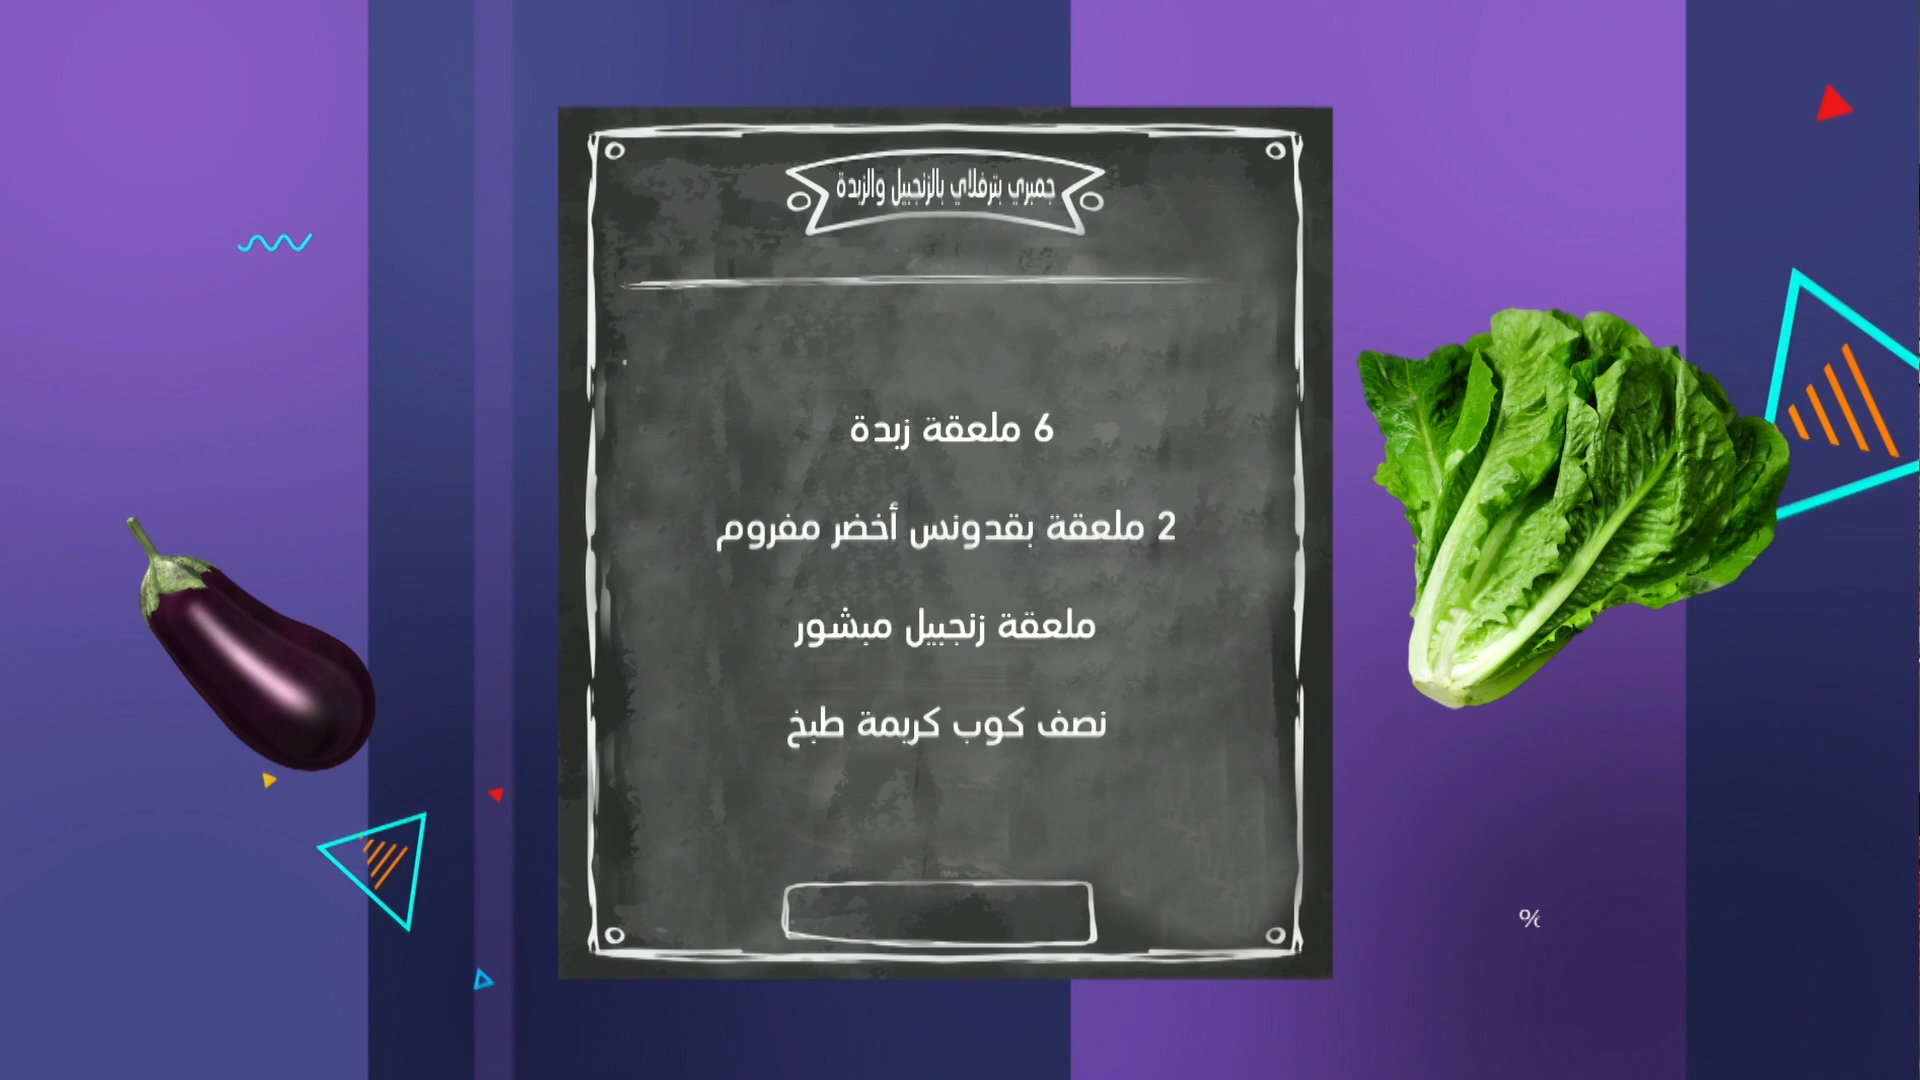 جمبري بترفلاي بالزنجبيل والزبدة
6 ملعقة زبدة
2 ملعقة بقدونس أخضر مفروم
ملعقة زنجبيل مبشور
نصف كوب كريمة طبخ
%